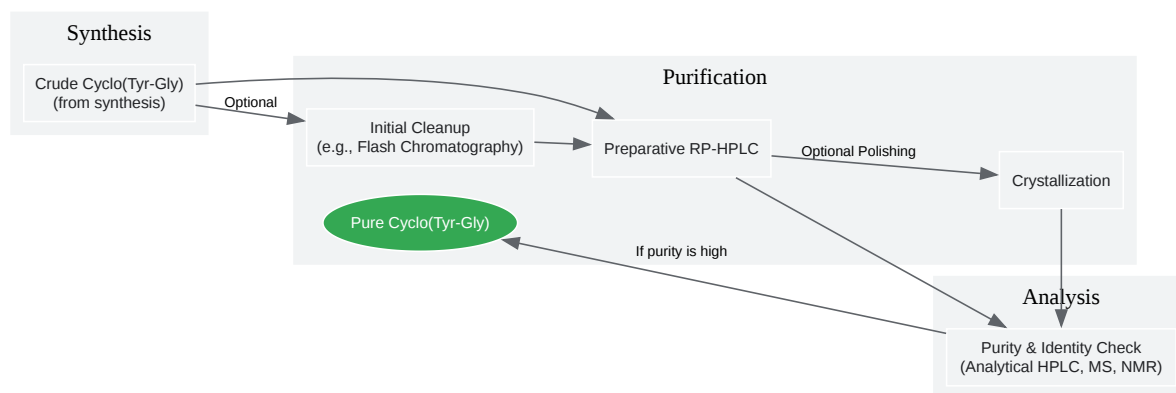 Synthesis
Crude Cyclo(Tyr-Gly)
(from synthesis)
Optional
Purification
Initial Cleanup
(e.g., Flash Chromatography)
Preparative RP-HPLC
Optional Polishing
Crystallization
Pure Cyclo(Tyr-Gly)
If purity is high
Analysis
Purity & Identity Check
(Analytical HPLC, MS, NMR)